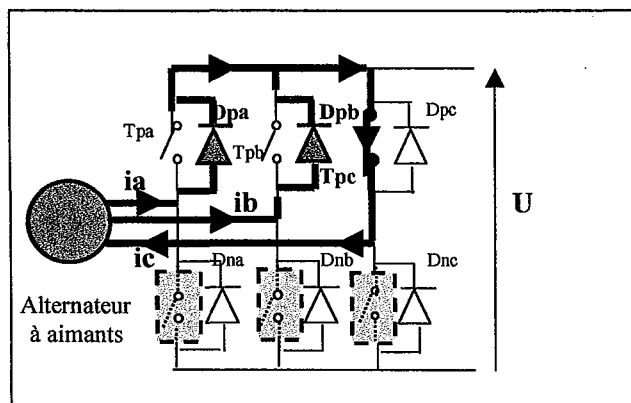 Dpa
Dpb
Dpc
Tpa
Tpb
Tpc
ia
ib
U
ic
Dna
Dnb
Dnc
Alternateur
à aimants